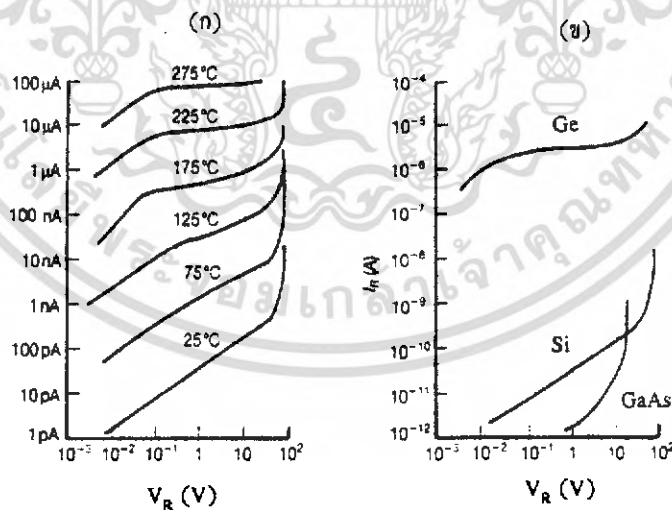 (ก)
100 μA
10 μA
1 μA
100 nA
10 nA
1 nA
100 pA
10 pA
1 pA
275°C
225°C
175°C
125°C
75°C
25°C
10⁻³ 10⁻² 10⁻¹ 1 10 10²
V_R (V)
(ข)
I_R (A)
10⁻⁴
10⁻⁵
10⁻⁶
10⁻⁷
10⁻⁸
10⁻⁹
10⁻¹⁰
10⁻¹¹
10⁻¹²
Ge
Si
GaAs
10⁻³ 10⁻² 10⁻¹ 1 10 10²
V_R (V)